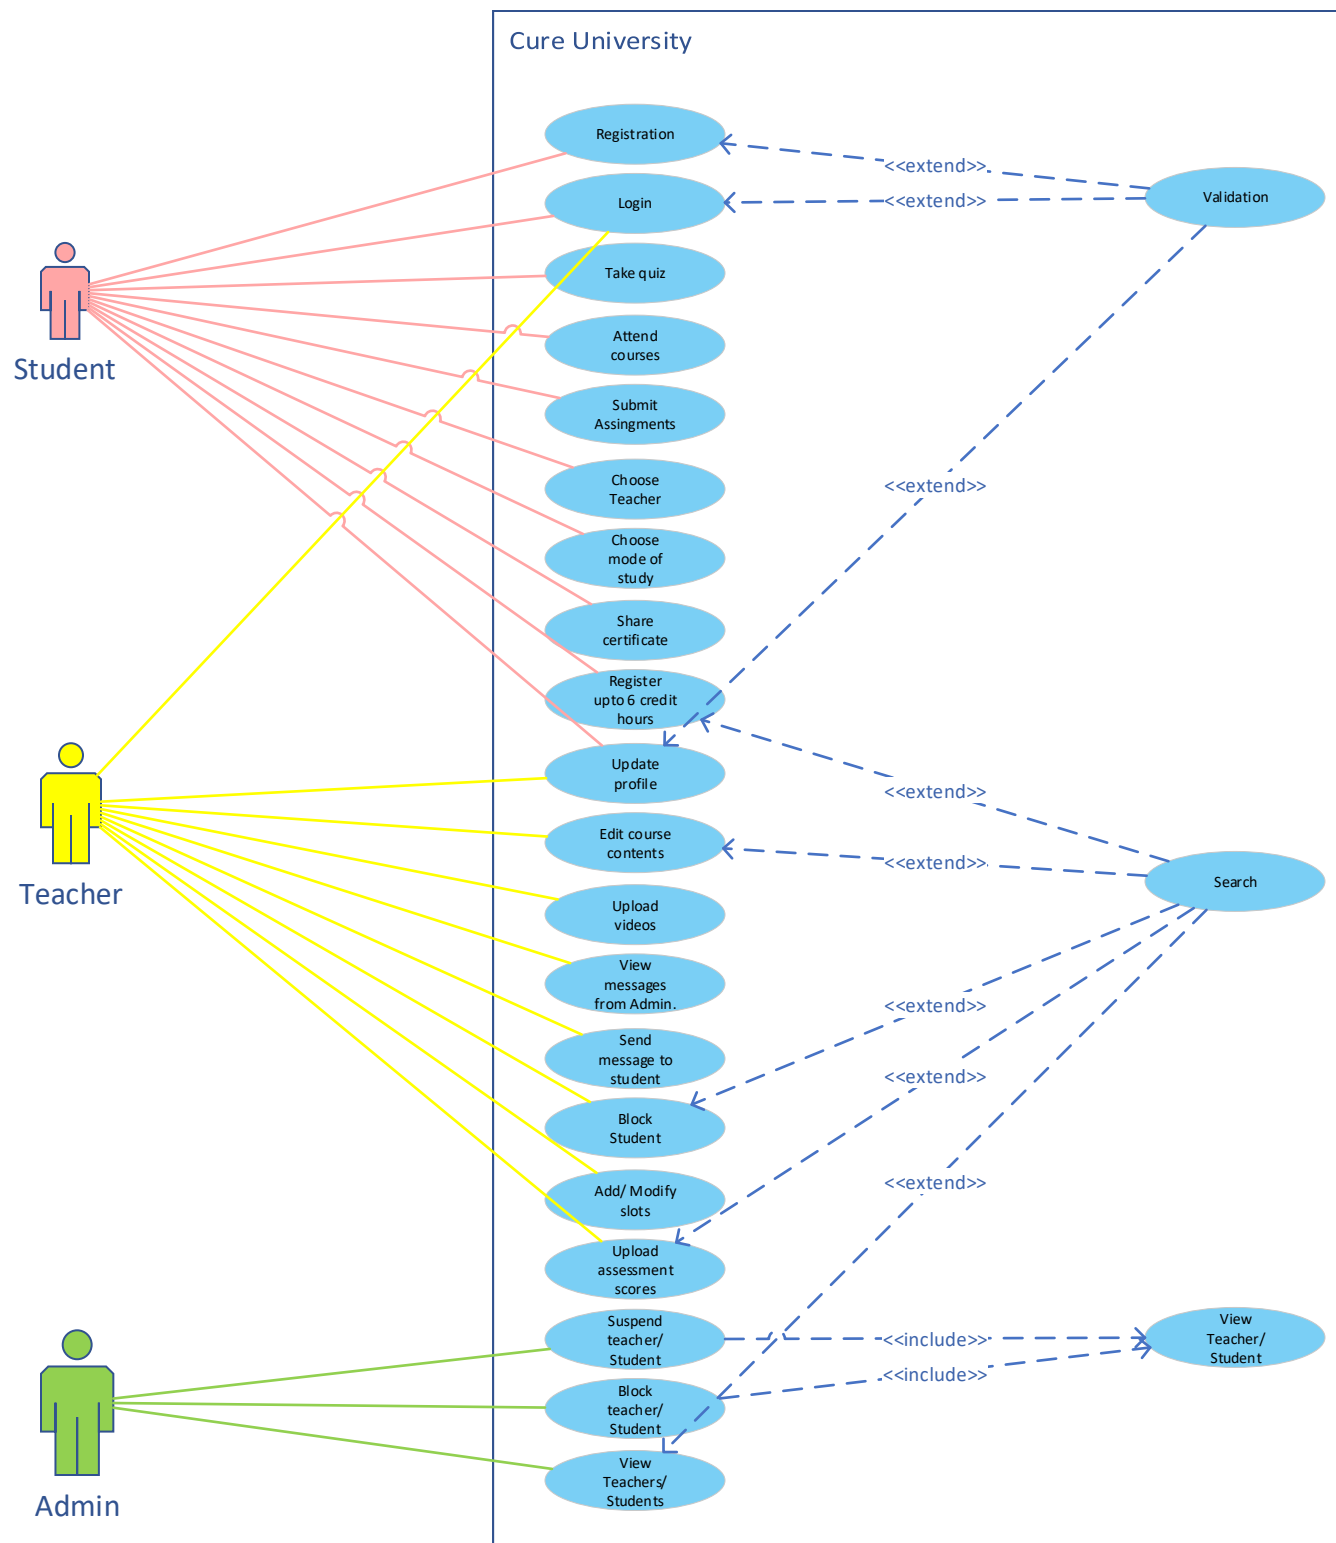 Cure University
Registration
<<extend>>
Login
<<extend>>
Validation
Take quiz
Attend
courses
Student
Submit
Assingments
Choose
Teacher
<<extend>>
Choose
mode of
study
Share
certificate
Register
upto 6 credit
hours
Update
profile
<<extend>>
Edit course
contents
<<extend>>
Search
Teacher
Upload
videos
View
messages
from Admin.
<<extend>>
Send
message to
student
<<extend>>
Block
Student
<<extend>>
Add/ Modify
slots
Upload
assessment
scores
Suspend
teacher/
Student
<<include>>
View
Teacher/
Student
<<include>>
Block
teacher/
Student
View
Teachers/
Students
Admin